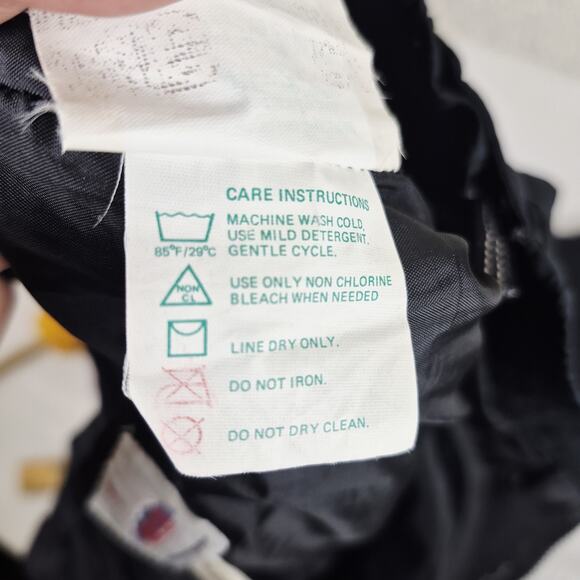 CARE INSTRUCTIONS
MACHINE WASH COLD,
USE MILD DETERGENT,
85°F/29°C GENTLE CYCLE.
NON
CL
USE ONLY NON CHLORINE
BLEACH WHEN NEEDED
LINE DRY ONLY.
DO NOT IRON.
DO NOT DRY CLEAN.